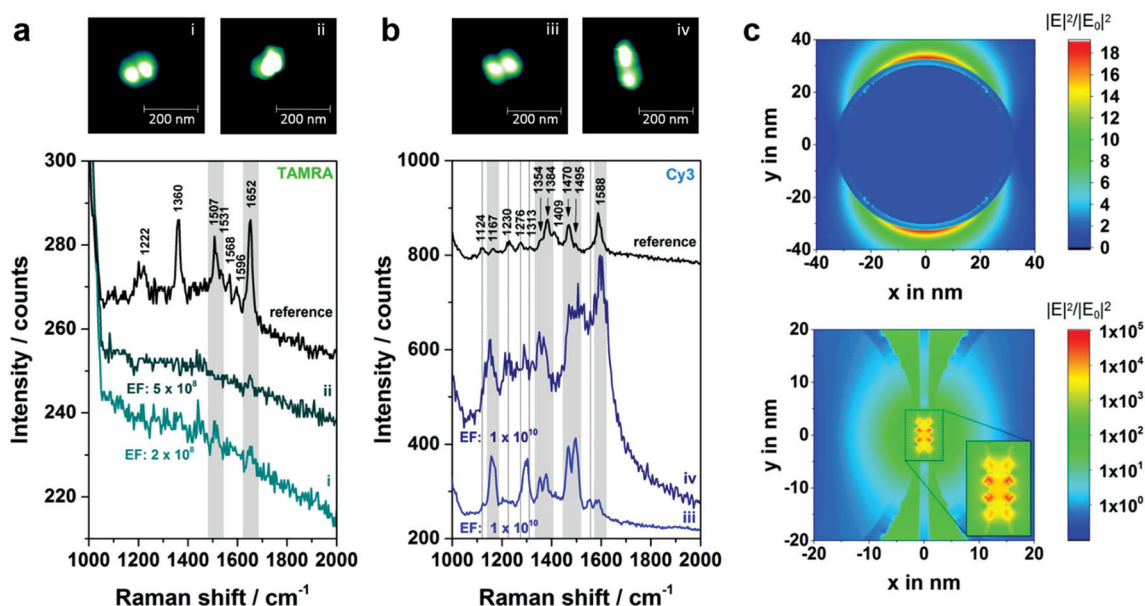 a
i
200 nm
ii
200 nm
300
290
280
270
260
250
240
230
220
Intensity / counts
TAMRA
1222
1360
1507
1531
1568
1596
1652
reference
ii
EF: 5 x 10⁸
EF: 2 x 10⁸
i
1000 1200 1400 1600 1800 2000
Raman shift / cm⁻¹
b
iii
200 nm
iv
200 nm
1000
800
600
400
200
Intensity / counts
Cy3
1124
1167
1230
1276
1313
1354
1384
1409
1470
1495
1588
reference
EF: 1 x 10¹⁰
iv
EF: 1 x 10¹⁰
iii
1000 1200 1400 1600 1800 2000
Raman shift / cm⁻¹
c
|E|²/|E₀|²
40
20
0
-20
-40
y in nm
-40 -20 0 20 40
x in nm
18
16
14
12
10
8
6
4
2
0
|E|²/|E₀|²
20
10
0
-10
-20
y in nm
-20 -10 0 10 20
x in nm
1x10⁵
1x10⁴
1x10³
1x10²
1x10¹
1x10⁰